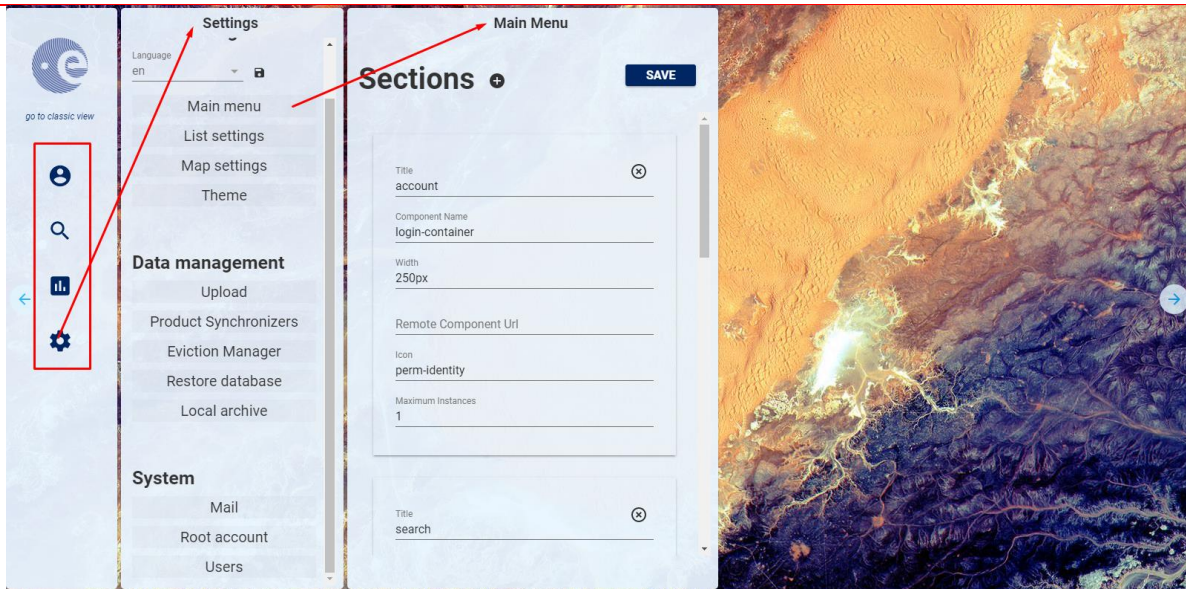 go to classic view
Settings
Language
en
Main menu
List settings
Map settings
Theme
Data management
Upload
Product Synchronizers
Eviction Manager
Restore database
Local archive
System
Mail
Root account
Users
Main Menu
Sections
SAVE
Title
account
Component Name
login-container
Width
250px
Remote Component Url
Icon
perm-identity
Maximum Instances
1
Title
search